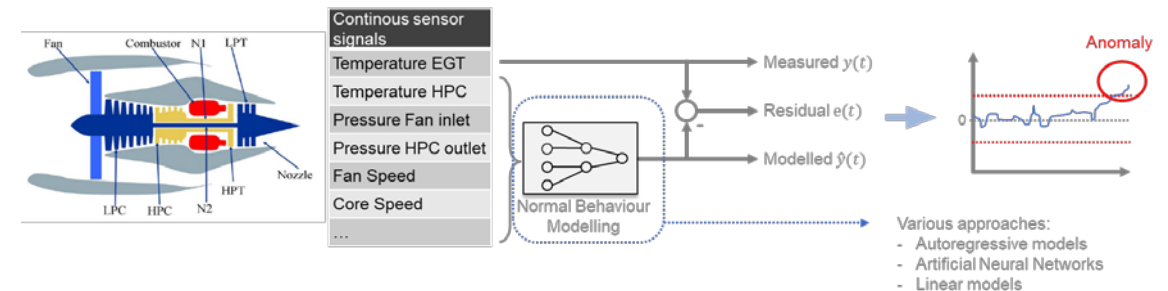 Fan
Combustor
N1
LPT
Nozzle
HPT
LPC
HPC
N2
Continous sensor
signals
Temperature EGT
Temperature HPC
Pressure Fan inlet
Pressure HPC outlet
Fan Speed
Core Speed
…
Normal Behaviour
Modelling
-
Measured y(t)
Residual e(t)
Modelled ŷ(t)
Anomaly
0
Various approaches:
- Autoregressive models
- Artificial Neural Networks
- Linear models